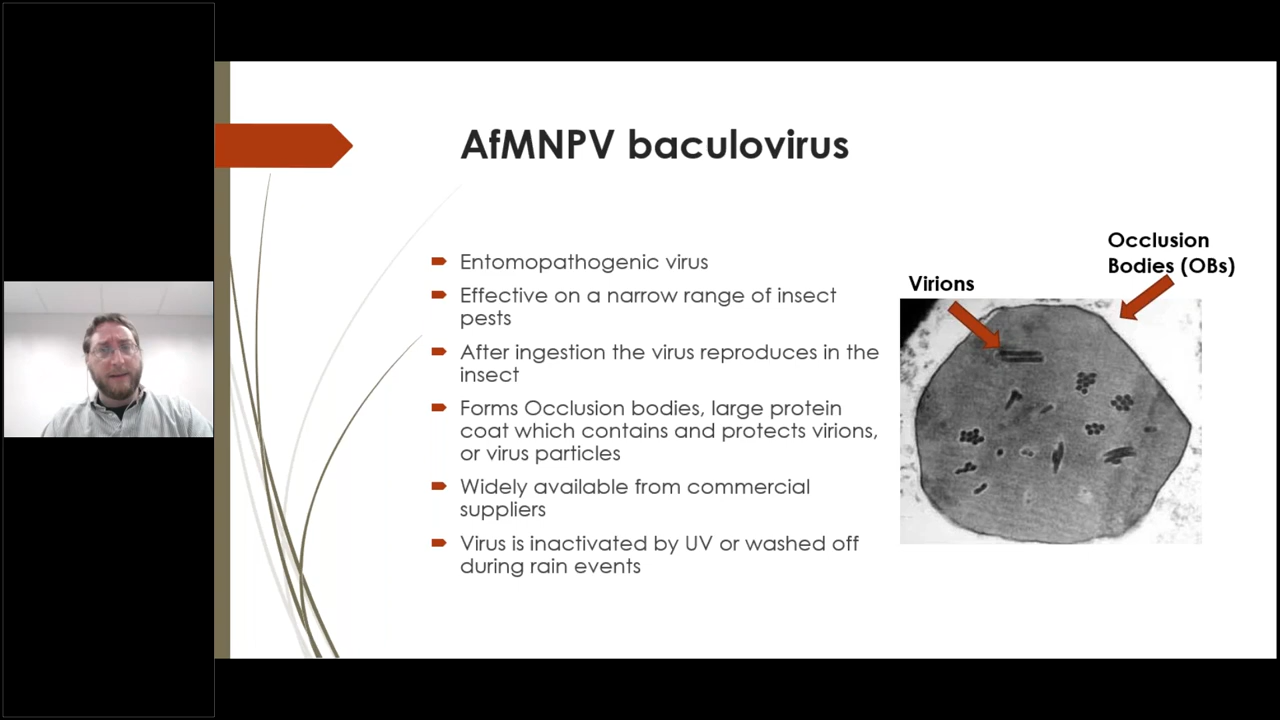 AfMNPV baculovirus
Entomopathogenic virus
Effective on a narrow range of insect
pests
After ingestion the virus reproduces in the
insect
Forms Occlusion bodies, large protein
coat which contains and protects virions,
or virus particles
Widely available from commercial
suppliers
Virus is inactivated by UV or washed off
during rain events
Virions
Occlusion
Bodies (OBs)